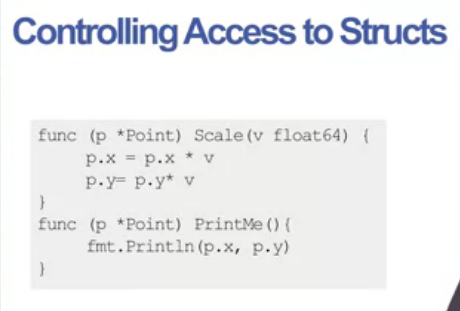 Controlling Access to Structs
func (p *Point) Scale(v float64) {
p.x = p.x * v
p.y= p.y* v
}
func (p *Point) PrintMe(){
fmt.Println(p.x, p.y)
}